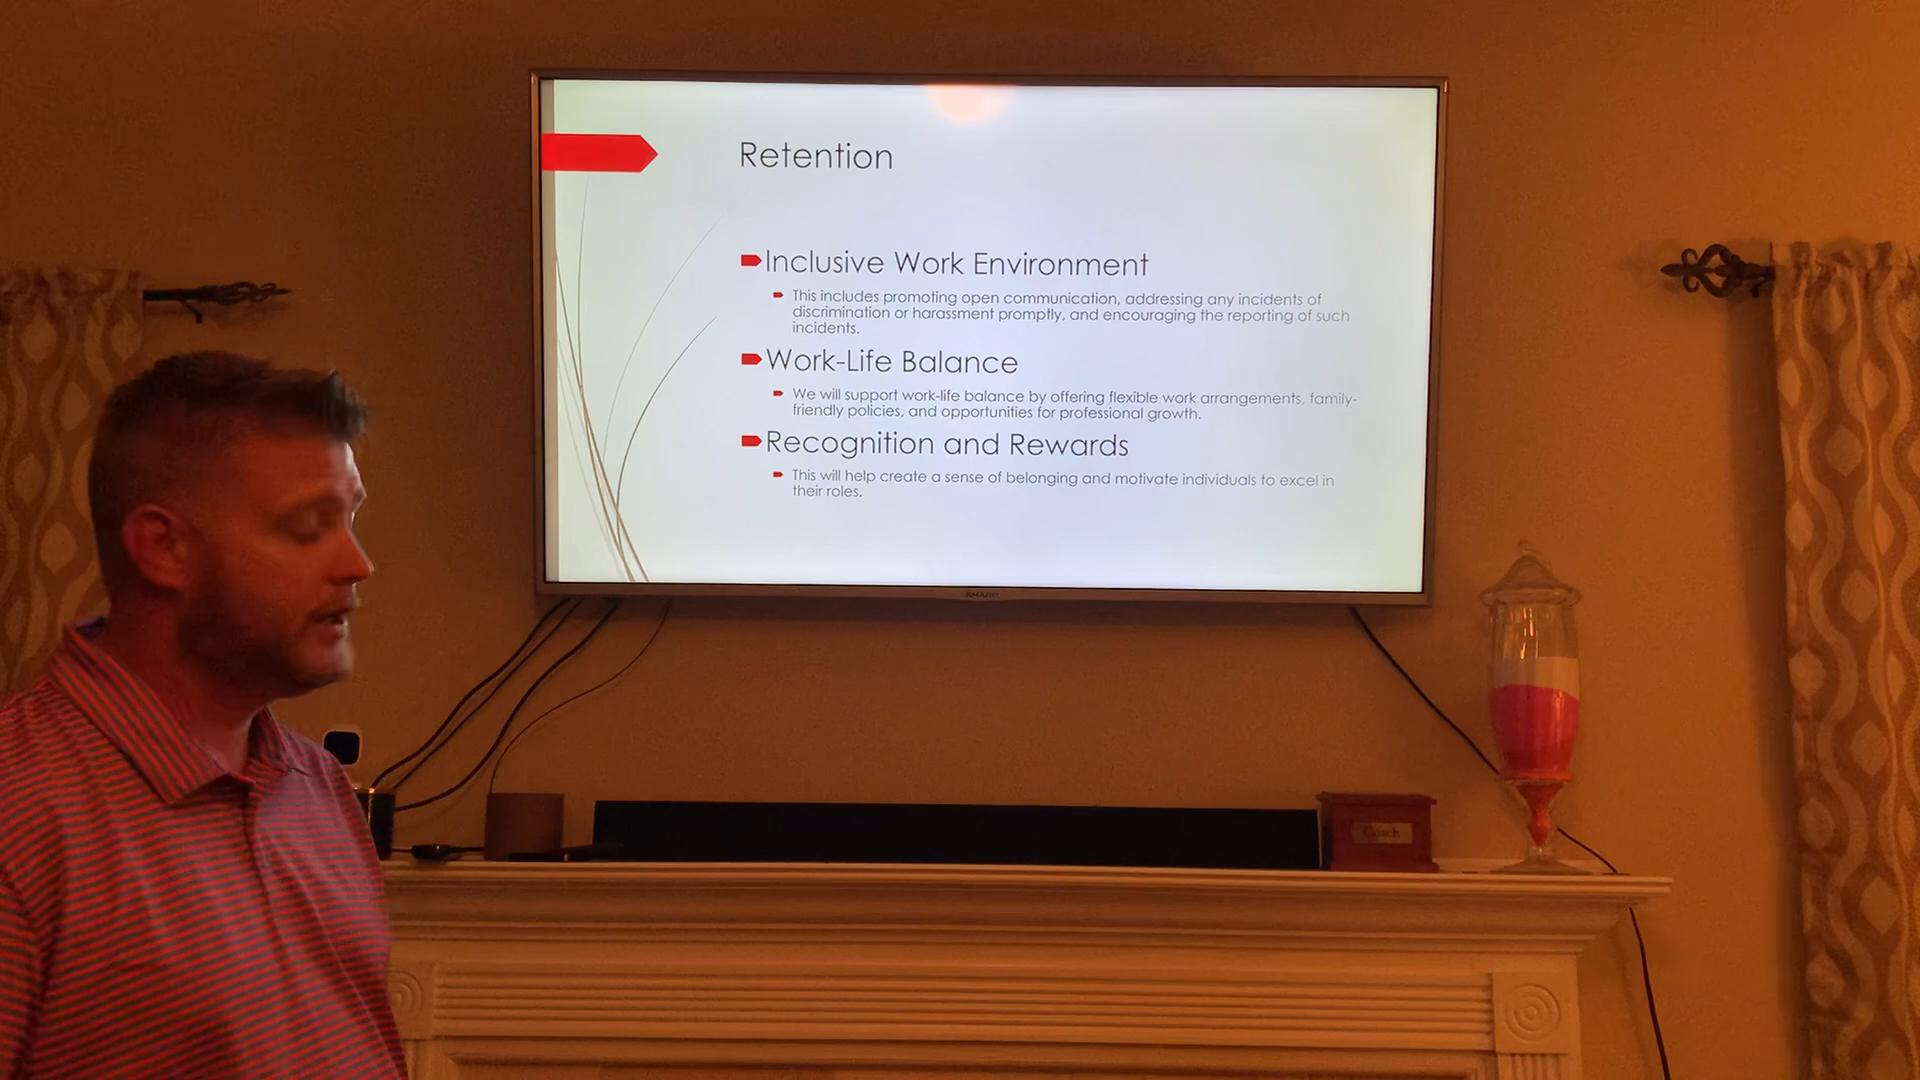 Retention
Inclusive Work Environment
This includes promoting open communication, addressing any incidents of
discrimination or harassment promptly, and encouraging the reporting of such
incidents.
Work-Life Balance
We will support work-life balance by offering flexible work arrangements, family-
friendly policies, and opportunities for professional growth.
Recognition and Rewards
This will help create a sense of belonging and motivate individuals to excel in
their roles.
SHARP
Coach